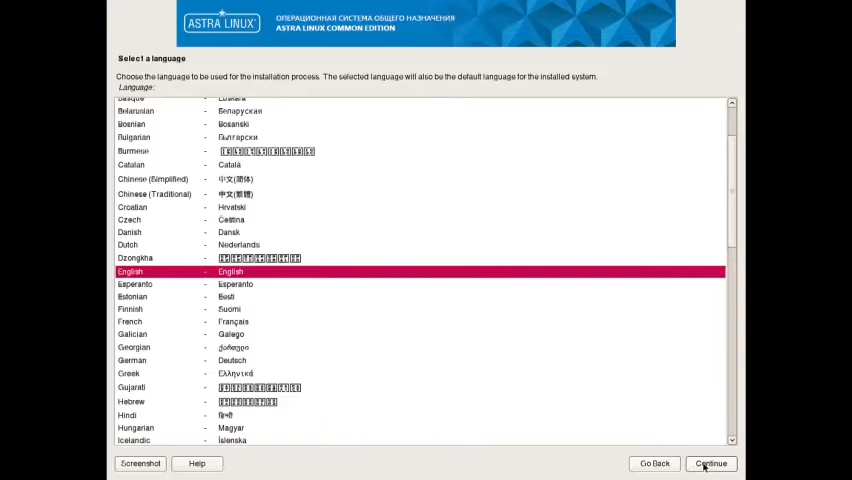 ASTRA LINUX
ОПЕРАЦИОННАЯ СИСТЕМА ОБЩЕГО НАЗНАЧЕНИЯ
ASTRA LINUX COMMON EDITION
Select a language
Choose the language to be used for the installation process. The selected language will also be the default language for the installed system.
Language:
Basque - Euskara
Belarusian - Беларуская
Bosnian - Bosanski
Bulgarian - Български
Burmese -
Catalan - Català
Chinese (Simplified) - 中文(简体)
Chinese (Traditional) - 中文(繁體)
Croatian - Hrvatski
Czech - Čeština
Danish - Dansk
Dutch - Nederlands
Dzongkha -
English - English
Esperanto - Esperanto
Estonian - Eesti
Finnish - Suomi
French - Français
Galician - Galego
Georgian - ქართული
German - Deutsch
Greek - Ελληνικά
Gujarati -
Hebrew -
Hindi - हिन्दी
Hungarian - Magyar
Icelandic - Íslenska
Screenshot Help Go Back Continue